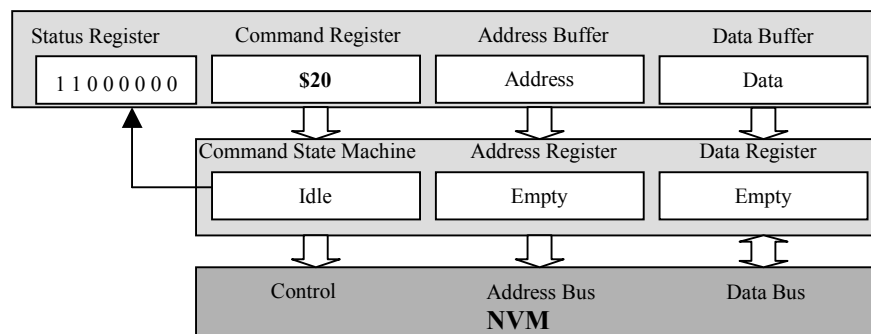 Status Register Command Register Address Buffer Data Buffer
1 1 0 0 0 0 0 0 $20 Address Data
Command State Machine Address Register Data Register
Idle Empty Empty
Control Address Bus Data Bus
NVM